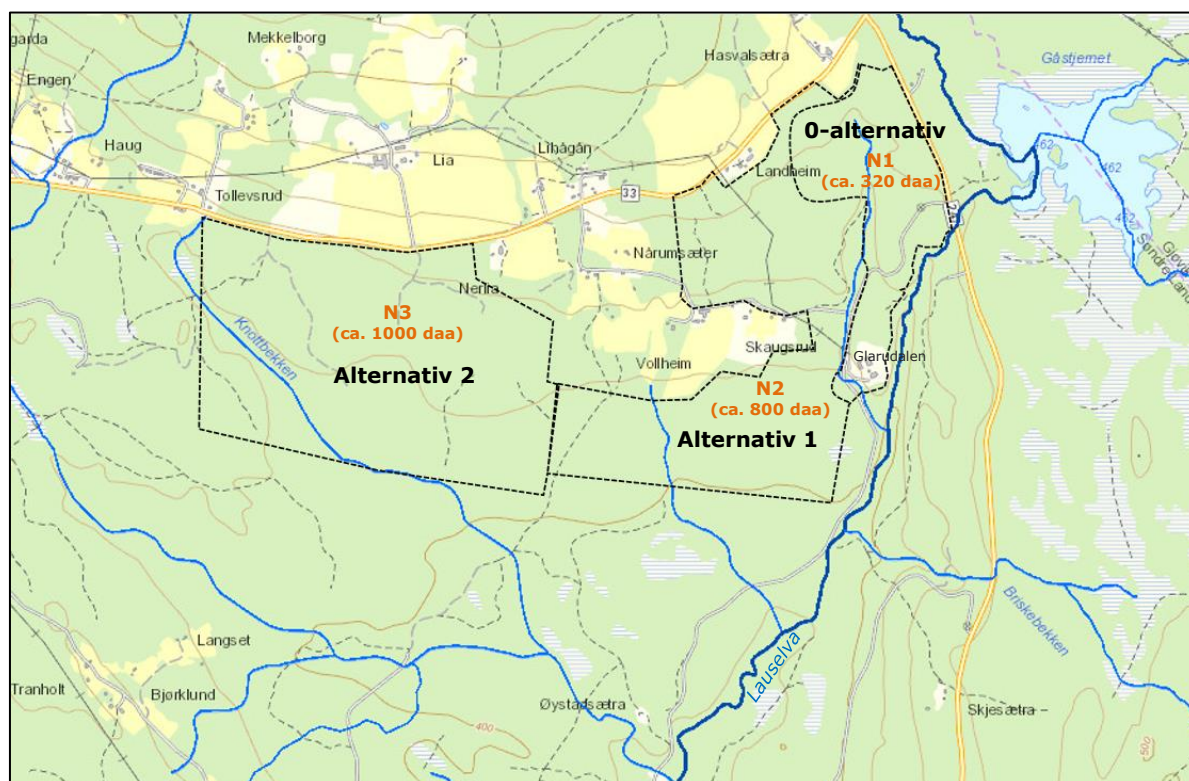 garda
Mekkelborg
Engen
Hasvalsætra
Gåstjernet
0-alternativ
Haug
Lia
Lihågån
462
462
N1
(ca. 320 daa)
Landheim
Tollevsrud
33
Nårumsæter
N3
(ca. 1000 daa)
Knottbekken
Alternativ 2
Vollheim
Skaugsrud
Glarudalen
N2
(ca. 800 daa)
Alternativ 1
Langset
Tranholt
Bjørklund
Lauselva
Briskebekken
Øystadsætra
400
Skjesætra
500